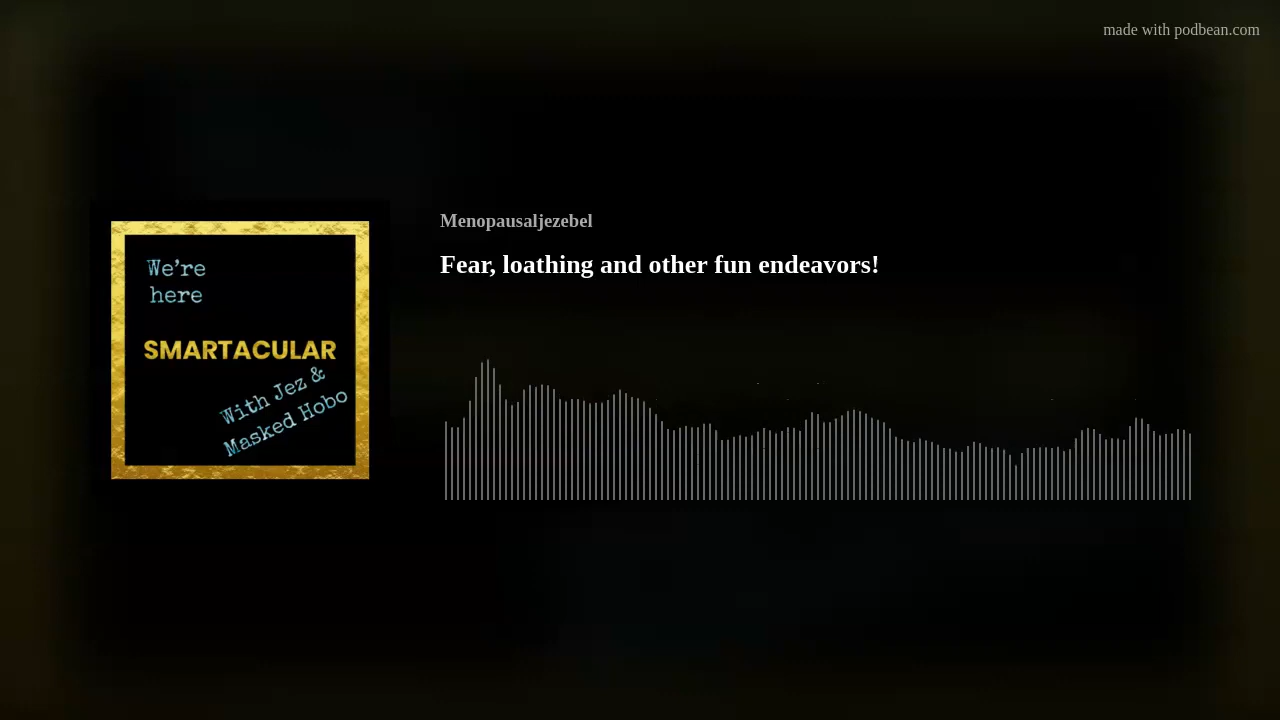 made with podbean.com
We're
here
SMARTACULAR
With Jez &
Masked Hobo
Menopausaljezebel
Fear, loathing and other fun endeavors!